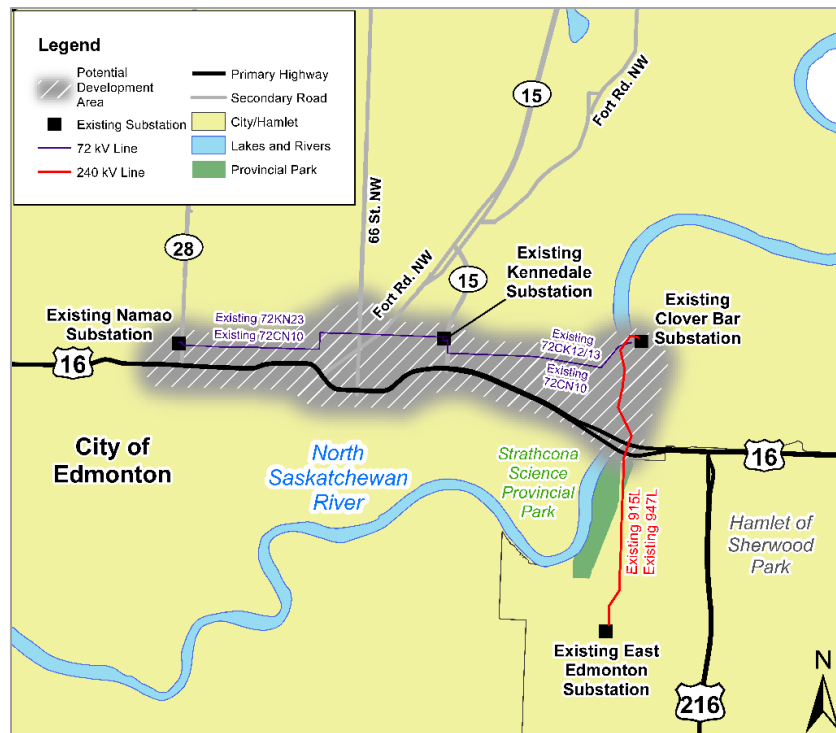 Legend
Potential
Development
Area
Existing Substation
72 kV Line
240 kV Line
Primary Highway
Secondary Road
City/Hamlet
Lakes and Rivers
Provincial Park
15
Fort Rd. NW
66 St. NW
28
Fort Rd. NW
15
Existing
Kennedale
Substation
Existing Namao
Substation
Existing 72KN23
Existing 72CN10
Existing
72CK12/13
Existing
72CN10
Existing
Clover Bar
Substation
16
City of
Edmonton
North
Saskatchewan
River
Strathcona
Science
Provincial
Park
16
Existing 915L
Existing 947L
Hamlet of
Sherwood
Park
Existing East
Edmonton
Substation
216
N